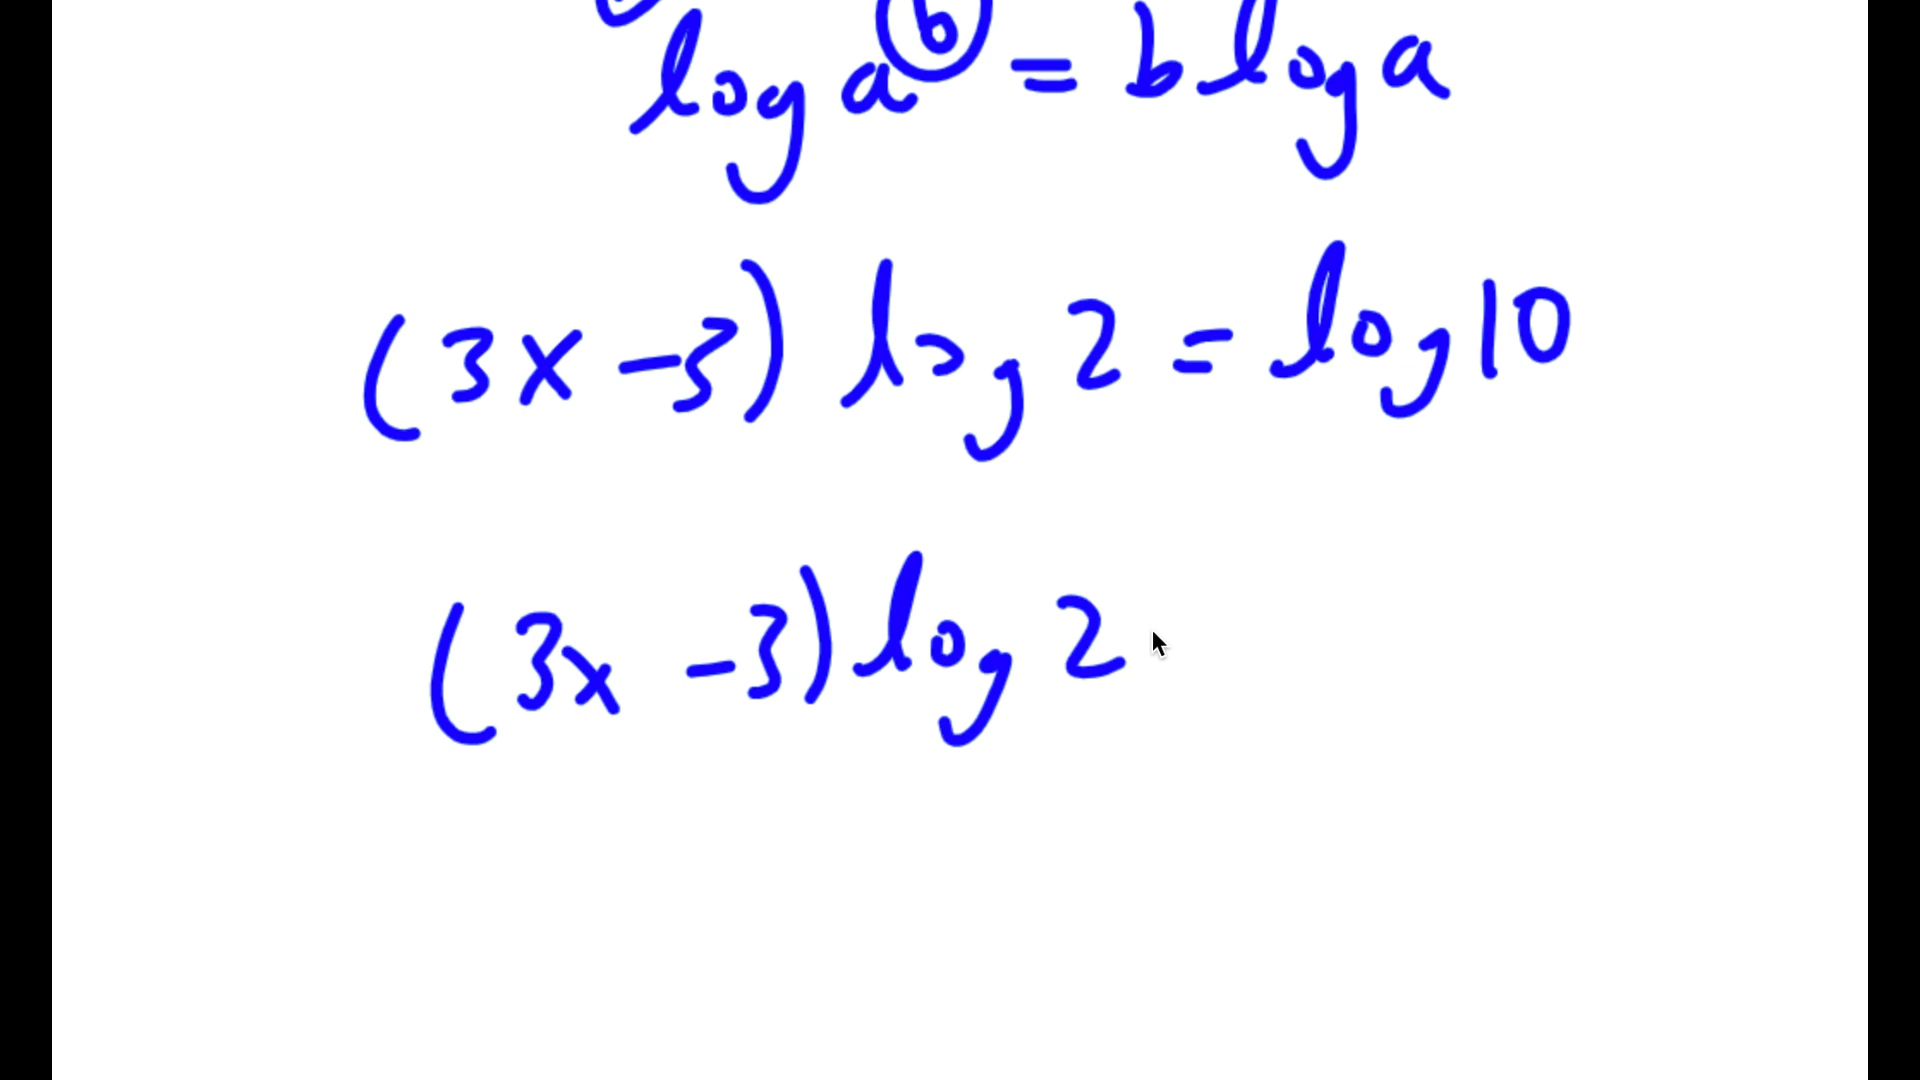 log a^b = b log a
(3x - 3) log 2 = log 10
(3x - 3) log 2